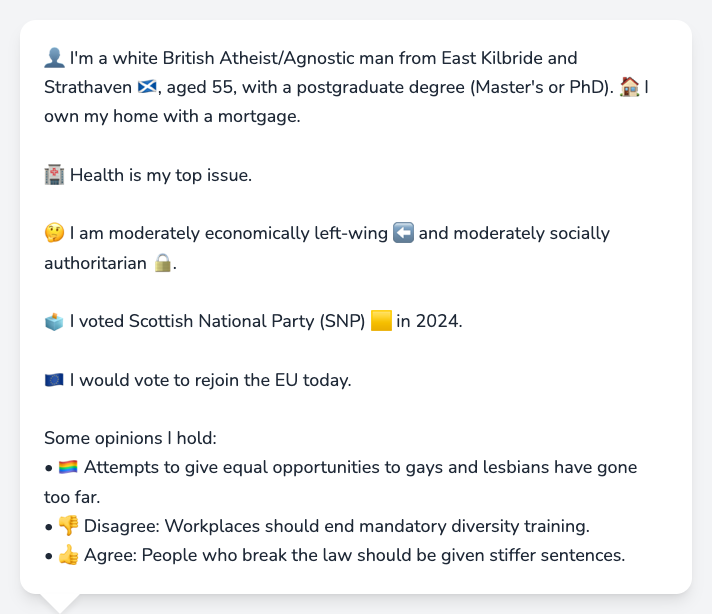 👤 I'm a white British Atheist/Agnostic man from East Kilbride and
Strathaven 🏴󠁧󠁢󠁳󠁣󠁴󠁿, aged 55, with a postgraduate degree (Master's or PhD). 🏠 I
own my home with a mortgage.
🏥 Health is my top issue.
🤔 I am moderately economically left-wing ⬅️ and moderately socially
authoritarian 🔒.
🗳️ I voted Scottish National Party (SNP) 🟨 in 2024.
🇪🇺 I would vote to rejoin the EU today.
Some opinions I hold:
• 🏳️‍🌈 Attempts to give equal opportunities to gays and lesbians have gone
too far.
• 👎 Disagree: Workplaces should end mandatory diversity training.
• 👍 Agree: People who break the law should be given stiffer sentences.